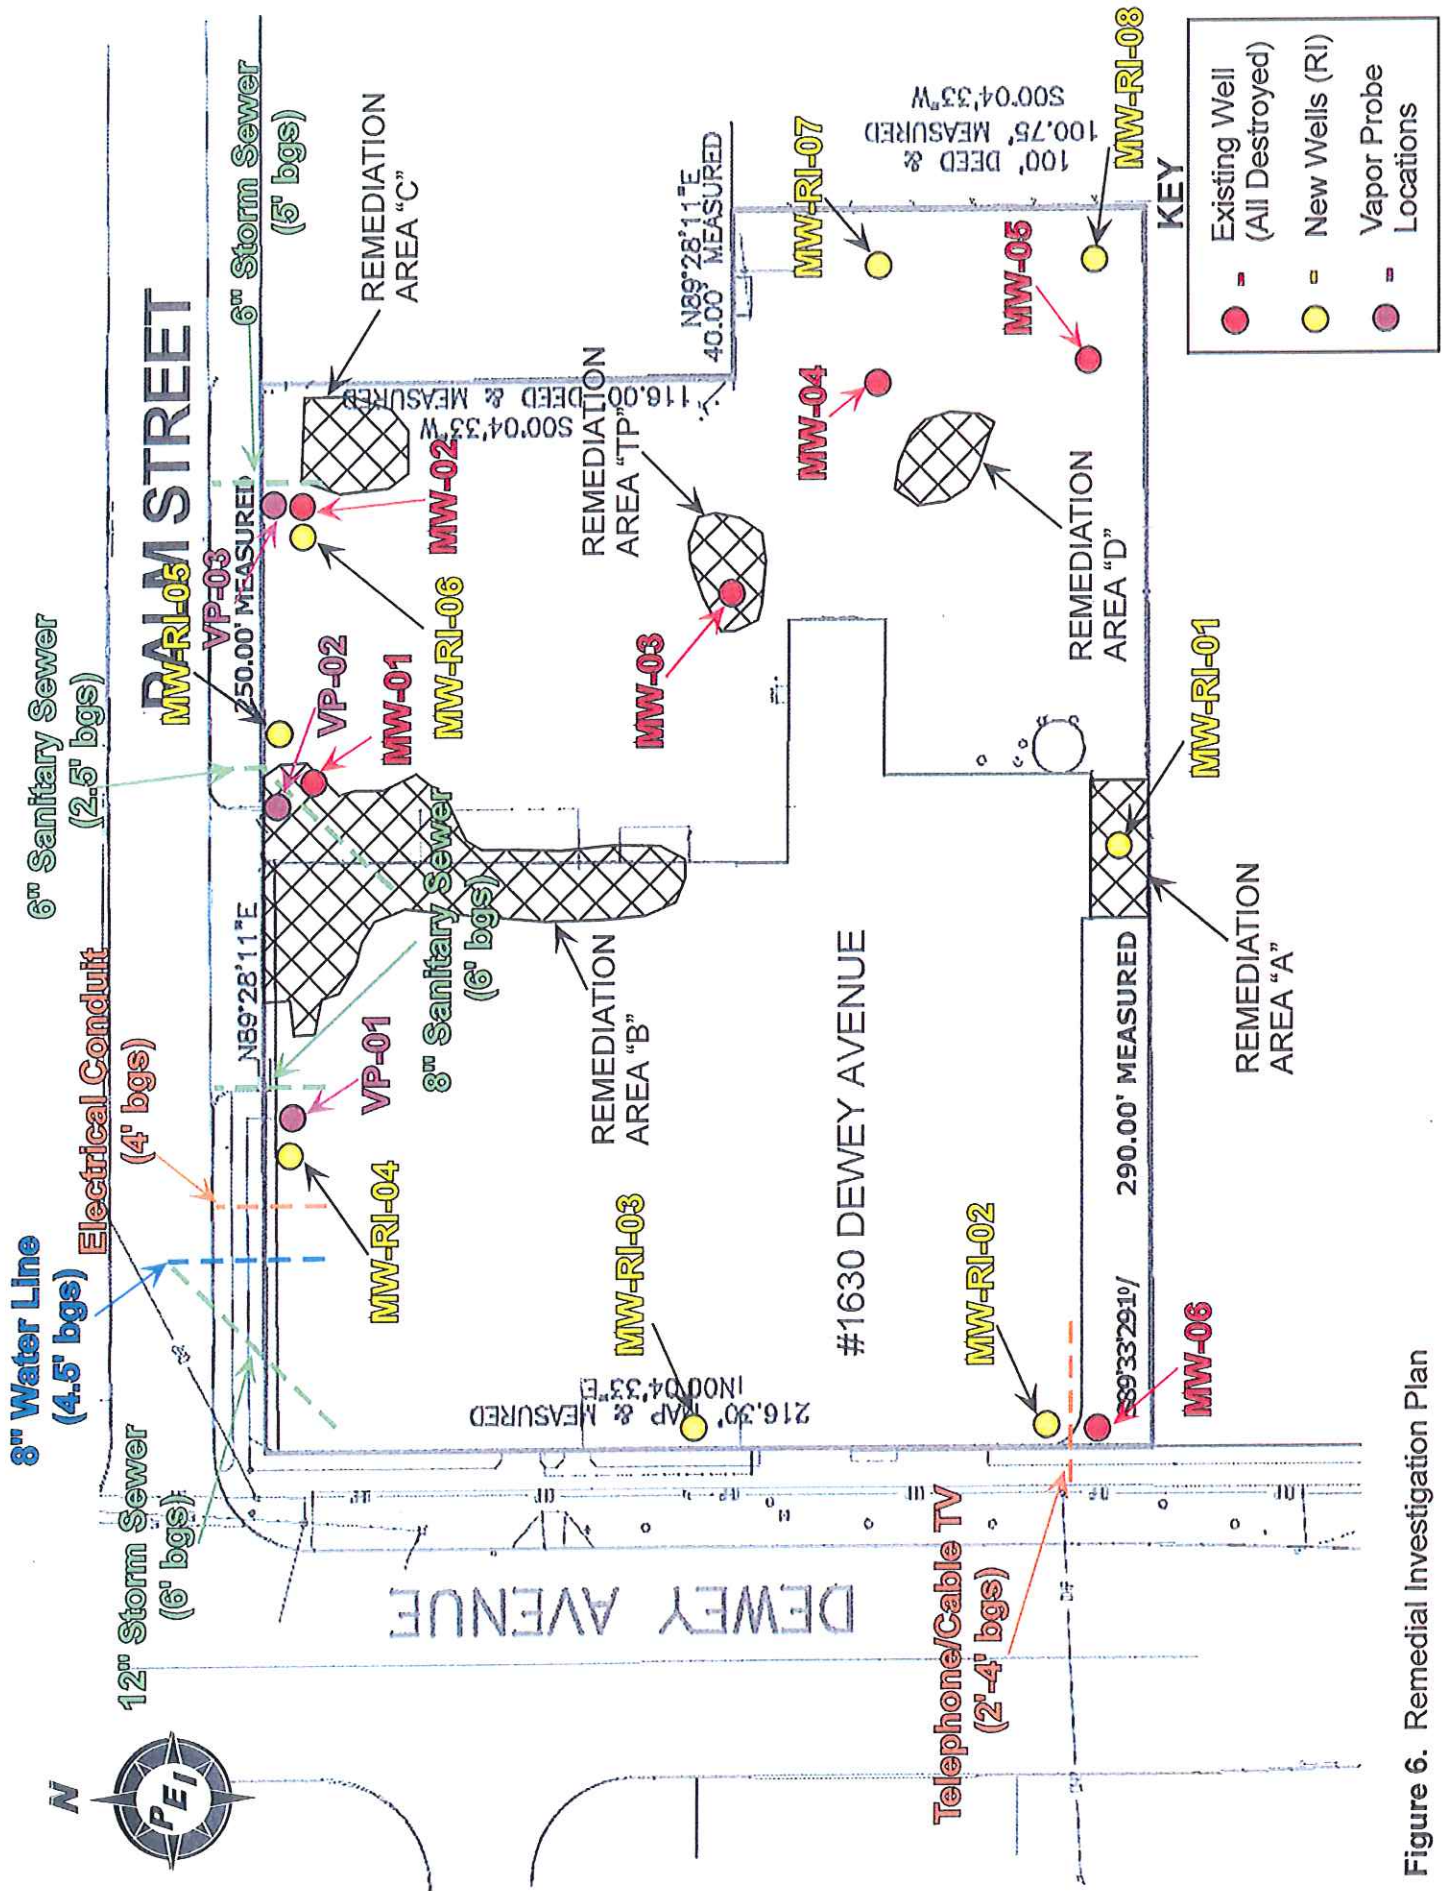 N
PEI
PALM STREET
8" Water Line
(4.5' bgs)
Electrical Conduit
(4' bgs)
6" Sanitary Sewer
(2.5' bgs)
6" Storm Sewer
(5' bgs)
12" Storm Sewer
(6' bgs)
N89°28'11"E
250.00' MEASURED
MW-RI-05
VP-03
VP-02
MW-01
MW-RI-06
MW-02
REMEDIATION
AREA "C"
116.00' DEED & MEASURED
S00°04'33"W
VP-01
MW-RI-04
8" Sanitary Sewer
(6' bgs)
REMEDIATION
AREA "B"
REMEDIATION
AREA "TP"
MW-03
N89°28'11"E
40.00' MEASURED
MW-RI-07
MW-04
MW-05
MW-RI-08
100' DEED &
100.75' MEASURED
S00°04'33"W
REMEDIATION
AREA "D"
MW-RI-03
216.30' MAP & MEASURED
N00°04'33"E
#1630 DEWEY AVENUE
MW-RI-02
MW-RI-01
REMEDIATION
AREA "A"
290.00' MEASURED
MW-06
DEWEY AVENUE
Telephone/Cable TV
(2'-4' bgs)
KEY
- Existing Well
(All Destroyed)
- New Wells (RI)
- Vapor Probe
Locations
Figure 6. Remedial Investigation Plan